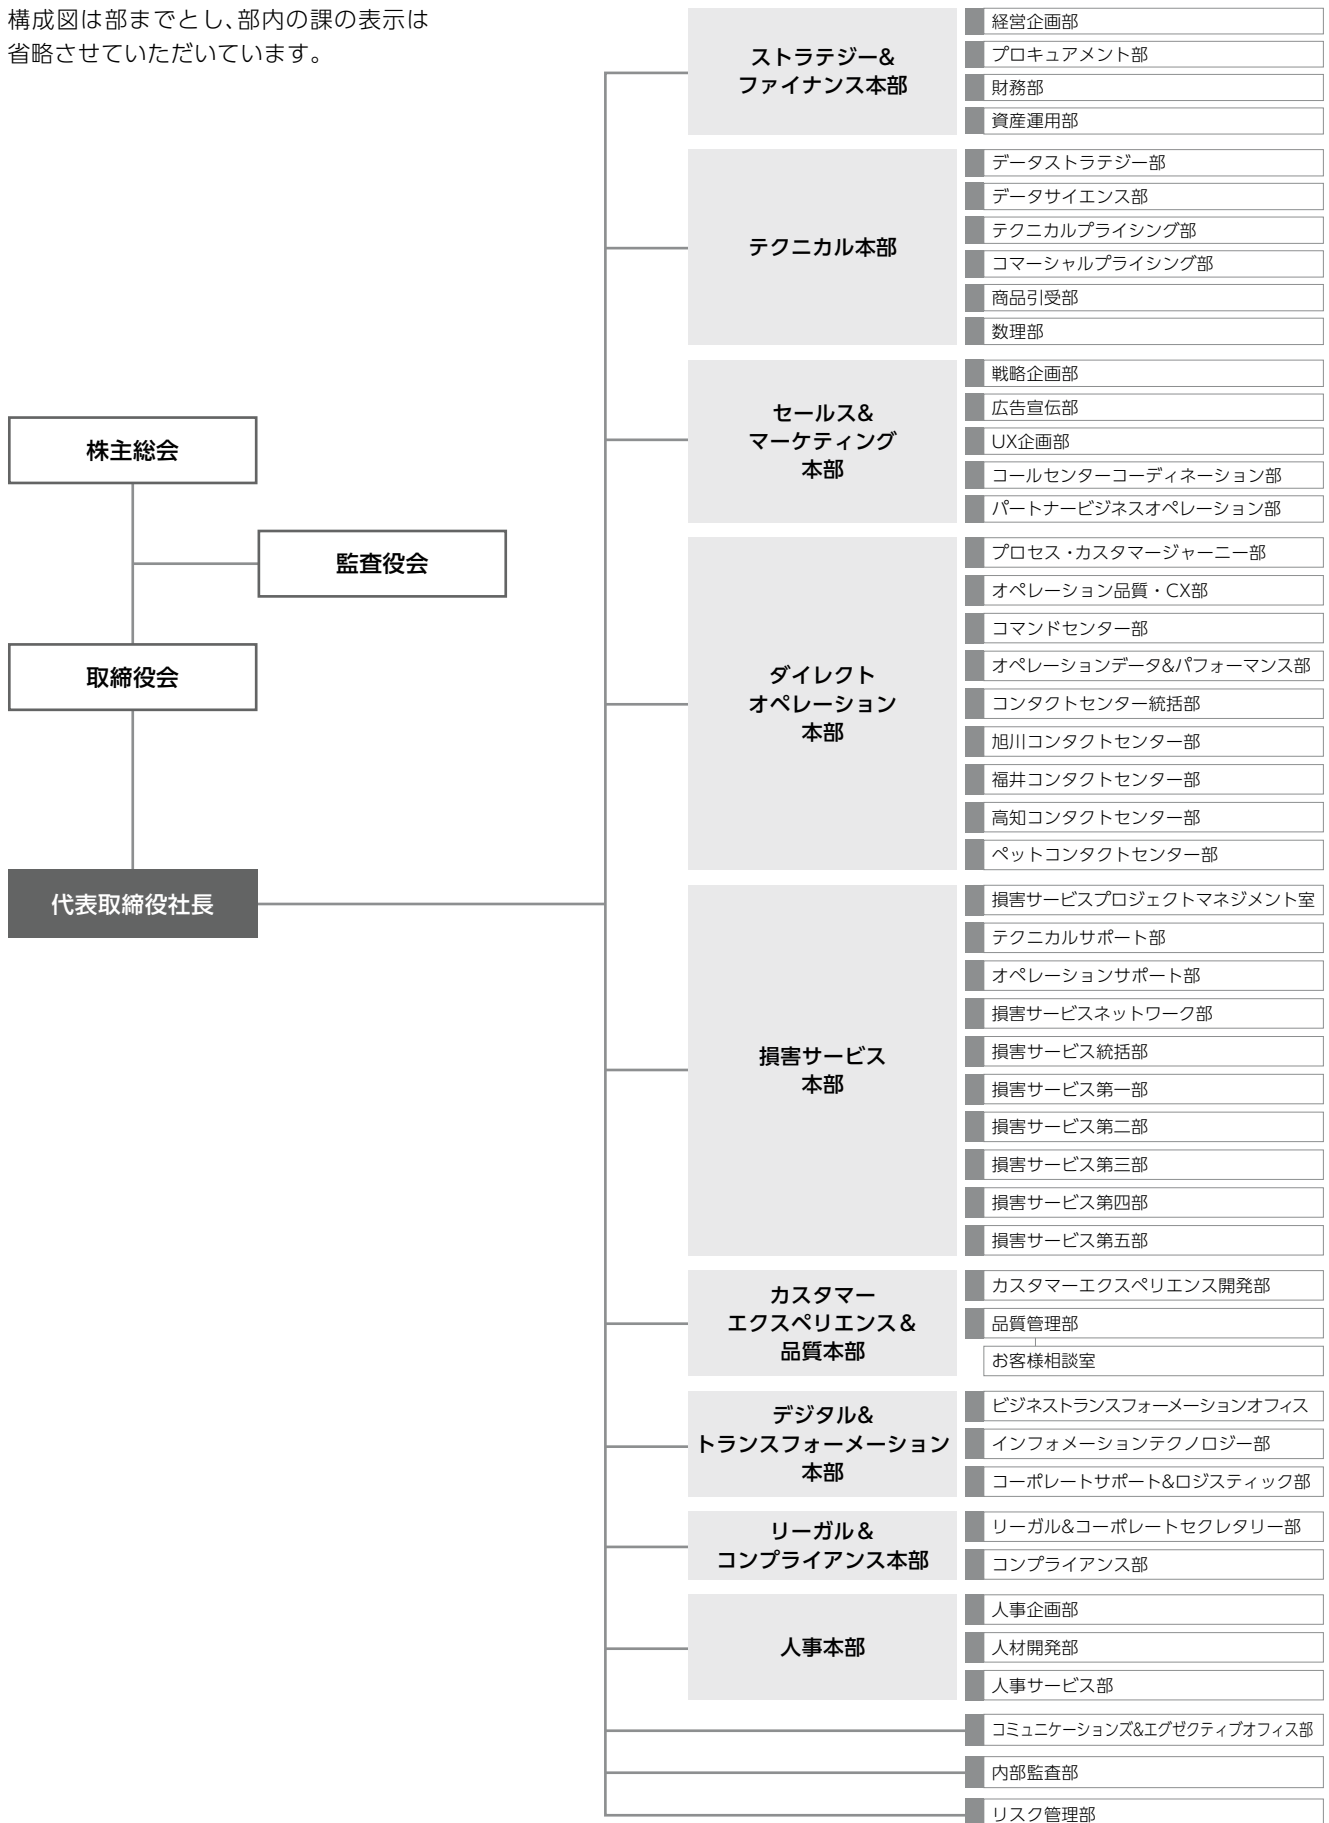 構成図は部までとし、部内の課の表示は
省略させていただいています。
株主総会
監査役会
取締役会
代表取締役社長
ストラテジー&
ファイナンス本部
経営企画部
プロキュアメント部
財務部
資産運用部
テクニカル本部
データストラテジー部
データサイエンス部
テクニカルプライシング部
コマーシャルプライシング部
商品引受部
数理部
セールス&
マーケティング
本部
戦略企画部
広告宣伝部
UX企画部
コールセンターコーディネーション部
パートナービジネスオペレーション部
ダイレクト
オペレーション
本部
プロセス・カスタマージャーニー部
オペレーション品質・CX部
コマンドセンター部
オペレーションデータ&パフォーマンス部
コンタクトセンター統括部
旭川コンタクトセンター部
福井コンタクトセンター部
高知コンタクトセンター部
ペットコンタクトセンター部
損害サービス
本部
損害サービスプロジェクトマネジメント室
テクニカルサポート部
オペレーションサポート部
損害サービスネットワーク部
損害サービス統括部
損害サービス第一部
損害サービス第二部
損害サービス第三部
損害サービス第四部
損害サービス第五部
カスタマー
エクスペリエンス&
品質本部
カスタマーエクスペリエンス開発部
品質管理部
お客様相談室
デジタル&
トランスフォーメーション
本部
ビジネストランスフォーメーションオフィス
インフォメーションテクノロジー部
コーポレートサポート&ロジスティック部
リーガル&
コンプライアンス本部
リーガル&コーポレートセクレタリー部
コンプライアンス部
人事本部
人事企画部
人材開発部
人事サービス部
コミュニケーションズ&エグゼクティブオフィス部
内部監査部
リスク管理部